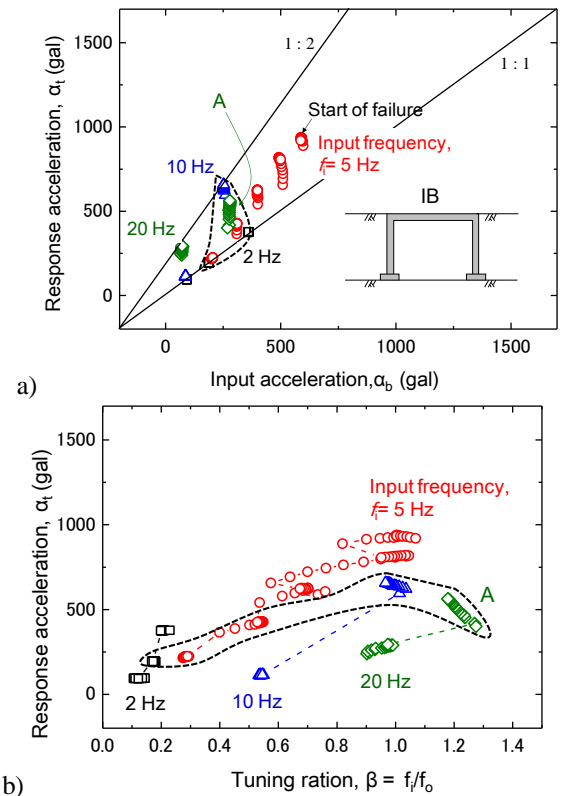 1500
1000
500
0
Response acceleration, αt (gal)
1 : 2
1 : 1
A
Start of failure
10 Hz
Input frequency,
fi= 5 Hz
20 Hz
2 Hz
IB
0 500 1000 1500
Input acceleration,αb (gal)
a)
1500
1000
500
0
Response acceleration, αt (gal)
Input frequency,
fi= 5 Hz
A
2 Hz
10 Hz
20 Hz
0.0 0.2 0.4 0.6 0.8 1.0 1.2 1.4
Tuning ration, β = fi/fo
b)